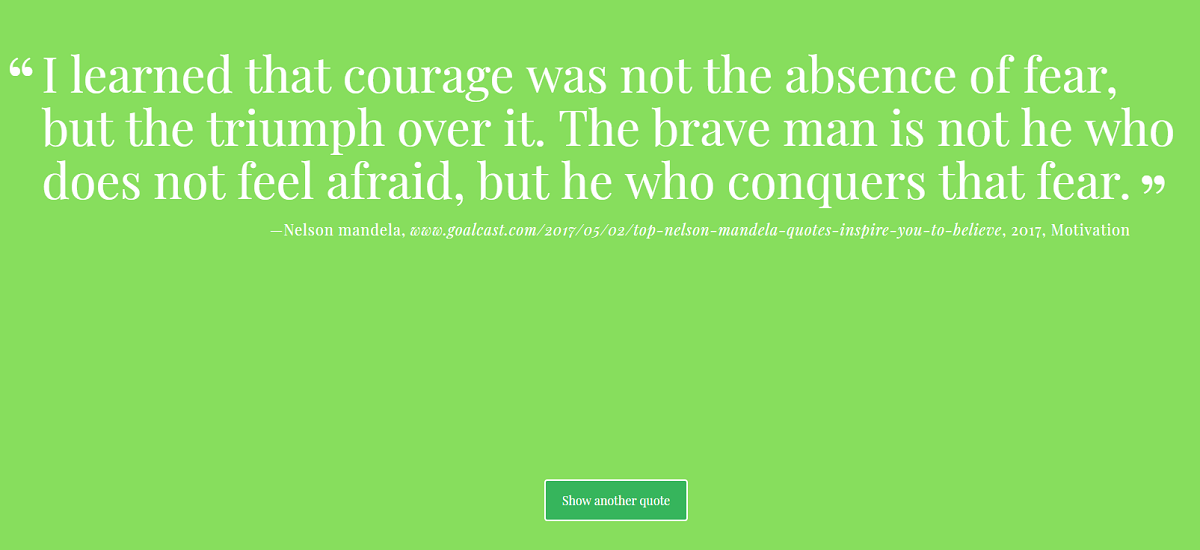 “ I learned that courage was not the absence of fear,
but the triumph over it. The brave man is not he who
does not feel afraid, but he who conquers that fear. ”
—Nelson mandela, www.goalcast.com/2017/05/02/top-nelson-mandela-quotes-inspire-you-to-believe, 2017, Motivation
Show another quote